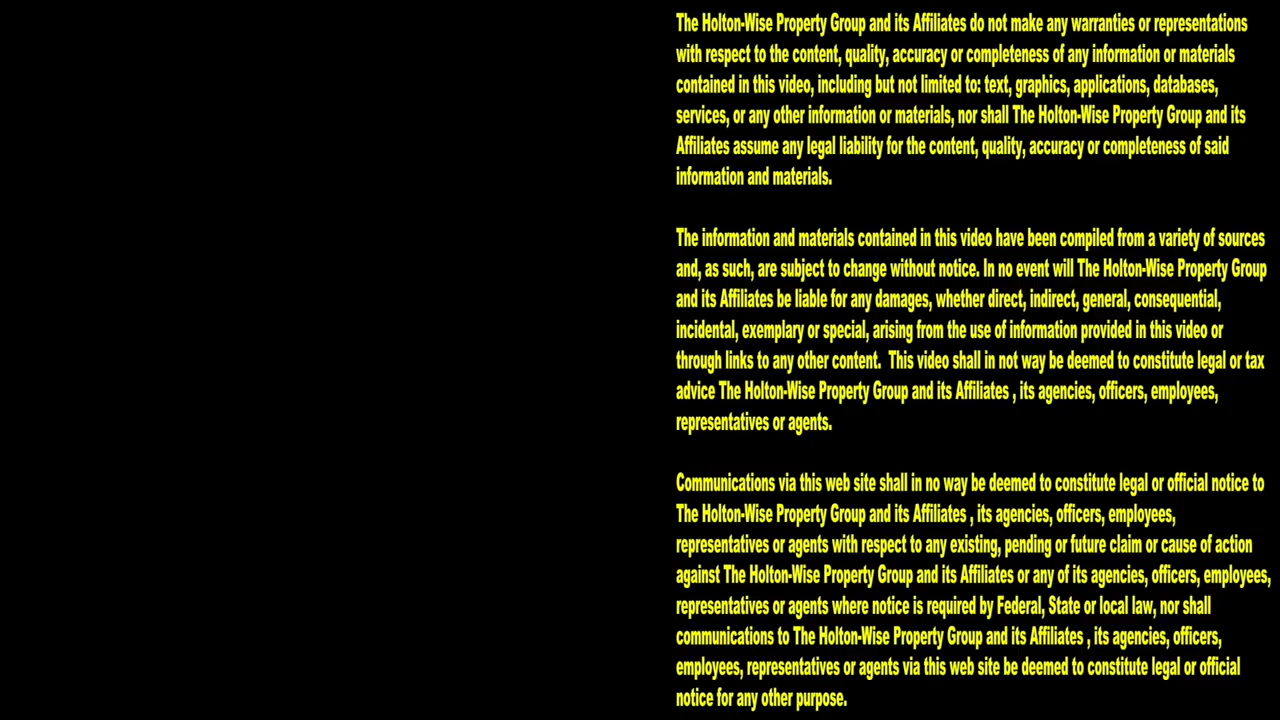 The Holton-Wise Property Group and its Affiliates do not make any warranties or representations
with respect to the content, quality, accuracy or completeness of any information or materials
contained in this video, including but not limited to: text, graphics, applications, databases,
services, or any other information or materials, nor shall The Holton-Wise Property Group and its
Affiliates assume any legal liability for the content, quality, accuracy or completeness of said
information and materials.
The information and materials contained in this video have been compiled from a variety of sources
and, as such, are subject to change without notice. In no event will The Holton-Wise Property Group
and its Affiliates be liable for any damages, whether direct, indirect, general, consequential,
incidental, exemplary or special, arising from the use of information provided in this video or
through links to any other content.  This video shall in not way be deemed to constitute legal or tax
advice The Holton-Wise Property Group and its Affiliates , its agencies, officers, employees,
representatives or agents.
Communications via this web site shall in no way be deemed to constitute legal or official notice to
The Holton-Wise Property Group and its Affiliates , its agencies, officers, employees,
representatives or agents with respect to any existing, pending or future claim or cause of action
against The Holton-Wise Property Group and its Affiliates or any of its agencies, officers, employees,
representatives or agents where notice is required by Federal, State or local law, nor shall
communications to The Holton-Wise Property Group and its Affiliates , its agencies, officers,
employees, representatives or agents via this web site be deemed to constitute legal or official
notice for any other purpose.